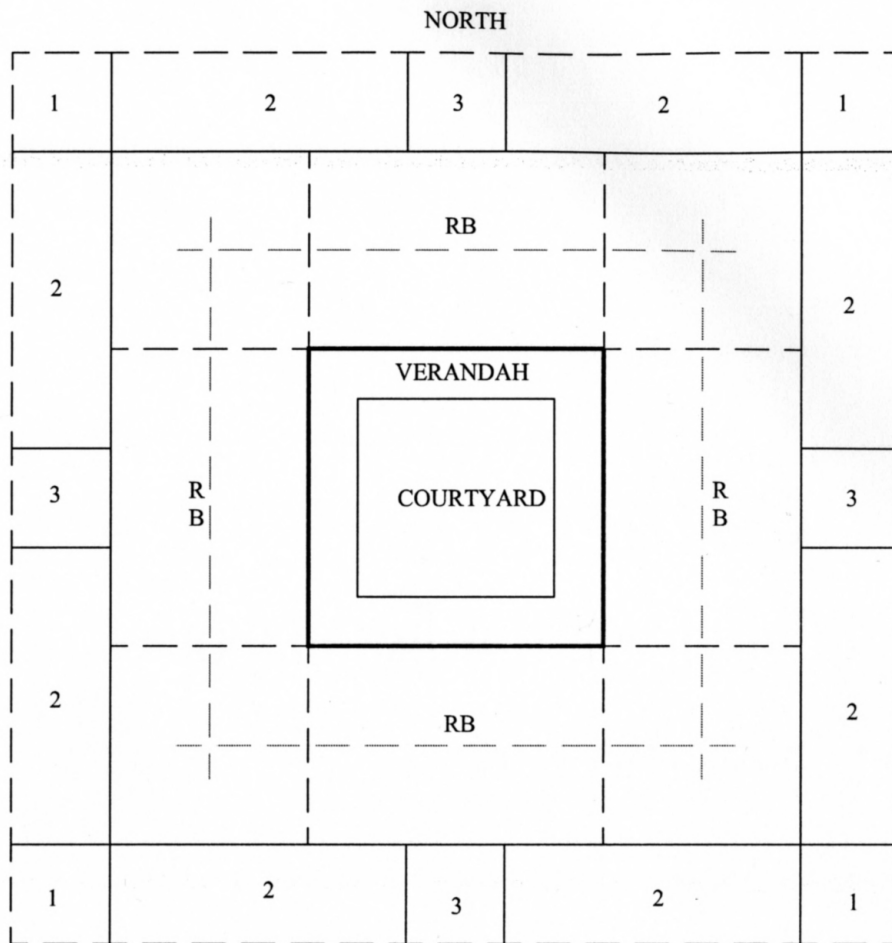 NORTH
1 2 3 2 1
RB
2 2
VERANDAH
3 R COURTYARD R 3
B B
2 RB 2
1 2 3 2 1